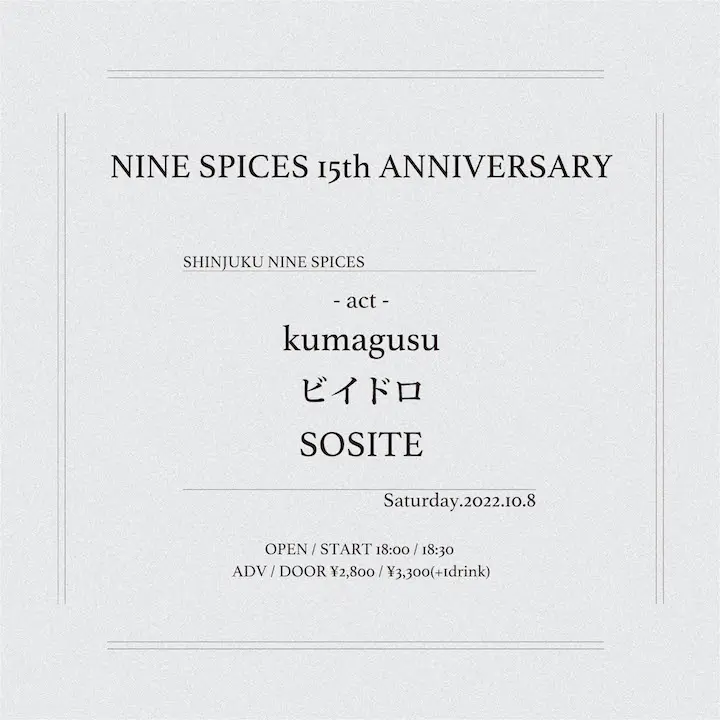 NINE SPICES 15th ANNIVERSARY
SHINJUKU NINE SPICES
- act -
kumagusu
ビイドロ
SOSITE
Saturday.2022.10.8
OPEN / START 18:00 / 18:30
ADV / DOOR ¥2,800 / ¥3,300(+1drink)